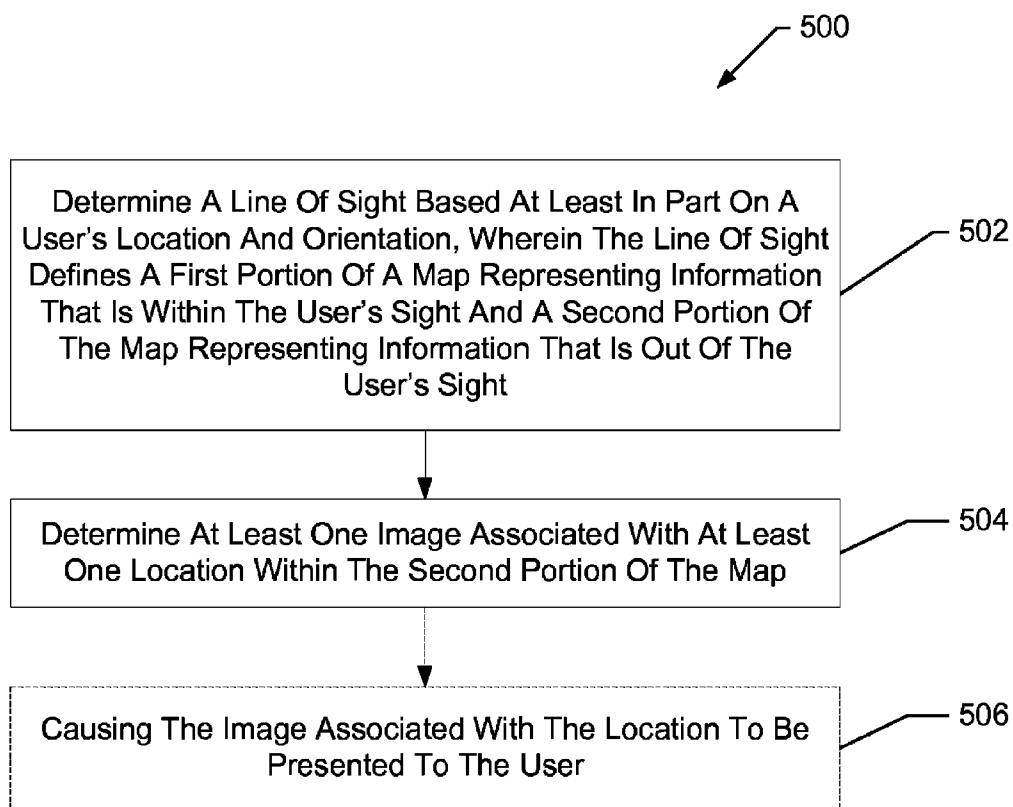 500
Determine A Line Of Sight Based At Least In Part On A
User's Location And Orientation, Wherein The Line Of Sight
Defines A First Portion Of A Map Representing Information
That Is Within The User's Sight And A Second Portion Of
The Map Representing Information That Is Out Of The
User's Sight
502
Determine At Least One Image Associated With At Least
One Location Within The Second Portion Of The Map
504
Causing The Image Associated With The Location To Be
Presented To The User
506